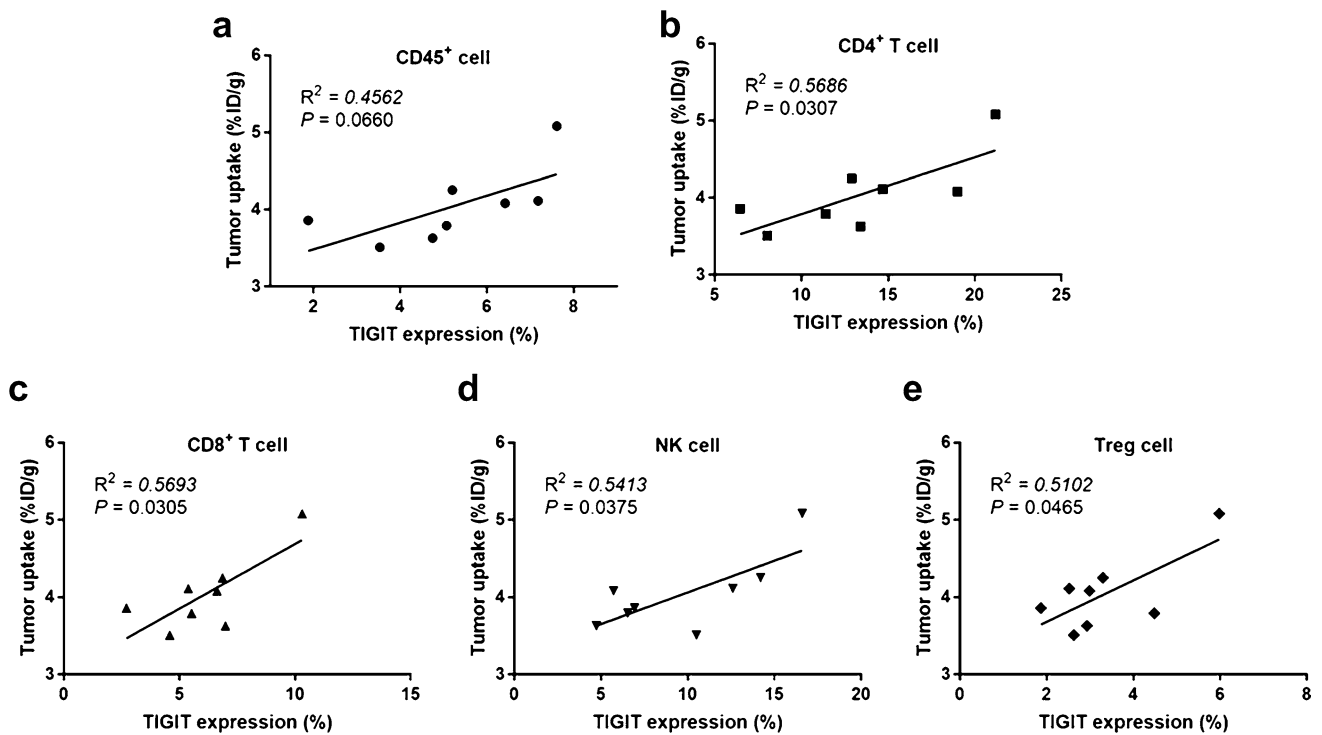 a
CD45⁺ cell
R² = 0.4562
P = 0.0660
Tumor uptake (%ID/g)
6
5
4
3
2 4 6 8
TIGIT expression (%)
b
CD4⁺ T cell
R² = 0.5686
P = 0.0307
Tumor uptake (%ID/g)
6
5
4
3
5 10 15 20 25
TIGIT expression (%)
c
CD8⁺ T cell
R² = 0.5693
P = 0.0305
Tumor uptake (%ID/g)
6
5
4
3
0 5 10 15
TIGIT expression (%)
d
NK cell
R² = 0.5413
P = 0.0375
Tumor uptake (%ID/g)
6
5
4
3
0 5 10 15 20
TIGIT expression (%)
e
Treg cell
R² = 0.5102
P = 0.0465
Tumor uptake (%ID/g)
6
5
4
3
0 2 4 6 8
TIGIT expression (%)